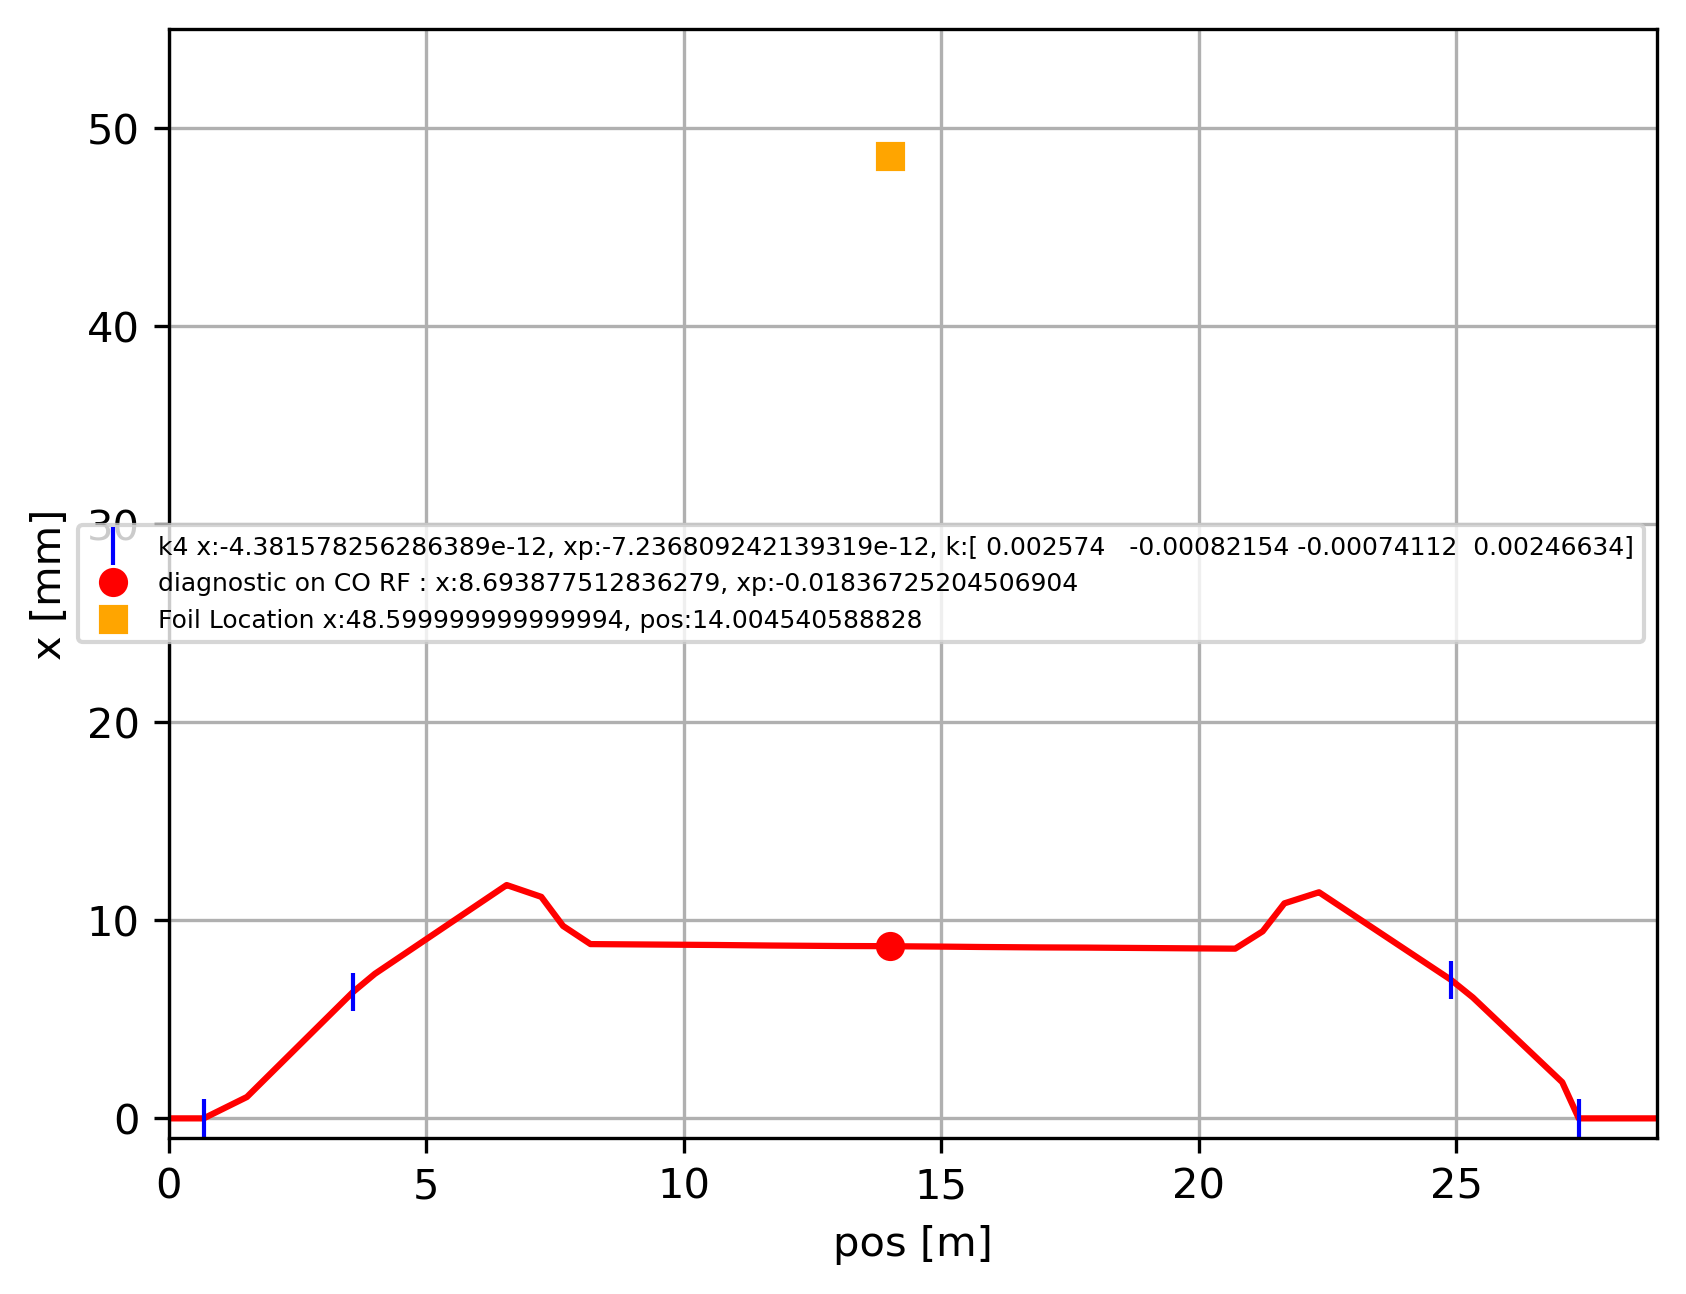 50
40
30
k4 x:-4.381578256286389e-12, xp:-7.236809242139319e-12, k:[ 0.002574   -0.00082154 -0.00074112  0.00246634]
diagnostic on CO RF : x:8.693877512836279, xp:-0.01836725204506904
Foil Location x:48.599999999999994, pos:14.004540588828
x [mm]
20
10
0
0 5 10 15 20 25
pos [m]